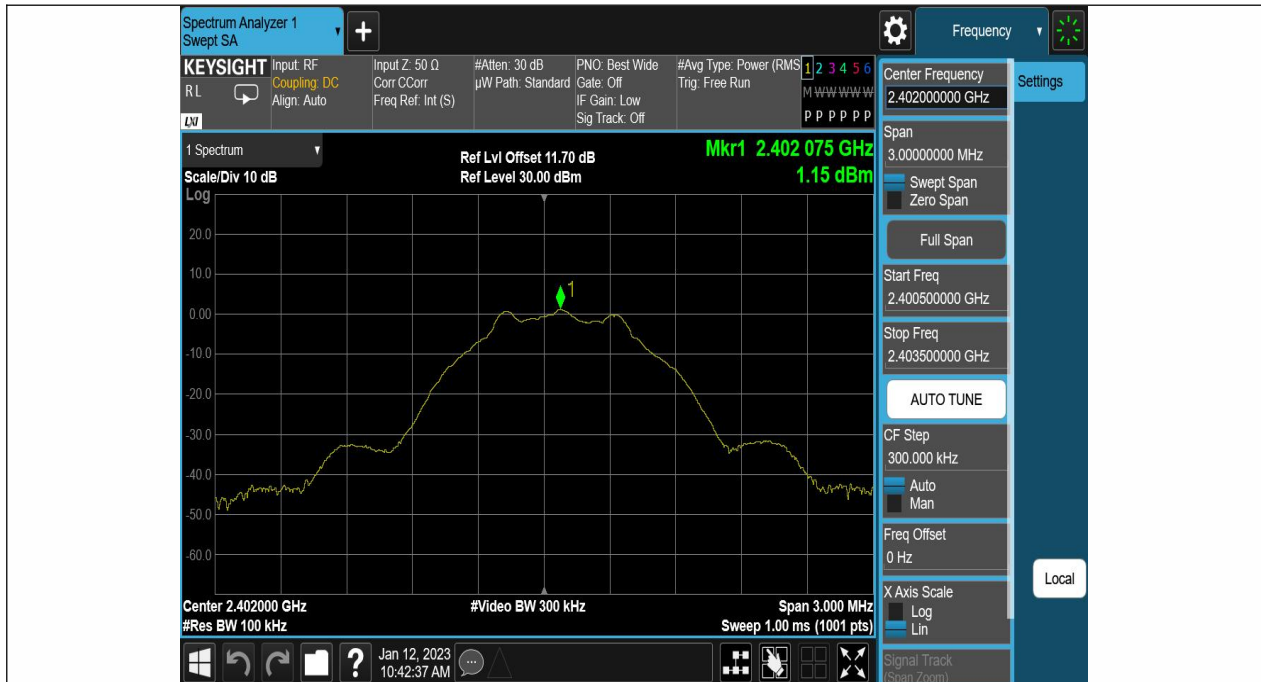 Spectrum Analyzer 1
Swept SA
+
Frequency
KEYSIGHT
R L
LXI
Input: RF
Coupling: DC
Align: Auto
Input Z: 50 Ω
Corr CCorr
Freq Ref: Int (S)
#Atten: 30 dB
µW Path: Standard
PNO: Best Wide
Gate: Off
IF Gain: Low
Sig Track: Off
#Avg Type: Power (RMS
Trig: Free Run
1 2 3 4 5 6
M W W W W W
P P P P P P
1 Spectrum
Scale/Div 10 dB
Ref Lvl Offset 11.70 dB
Ref Level 30.00 dBm
Mkr1 2.402 075 GHz
1.15 dBm
Log
20.0
10.0
0.00
-10.0
-20.0
-30.0
-40.0
-50.0
-60.0
1
Center 2.402000 GHz
#Res BW 100 kHz
#Video BW 300 kHz
Span 3.000 MHz
Sweep 1.00 ms (1001 pts)
Center Frequency
2.402000000 GHz
Settings
Span
3.00000000 MHz
Swept Span
Zero Span
Full Span
Start Freq
2.400500000 GHz
Stop Freq
2.403500000 GHz
AUTO TUNE
CF Step
300.000 kHz
Auto
Man
Freq Offset
0 Hz
X Axis Scale
Log
Lin
Local
Signal Track
(Span Zoom)
?
Jan 12, 2023
10:42:37 AM